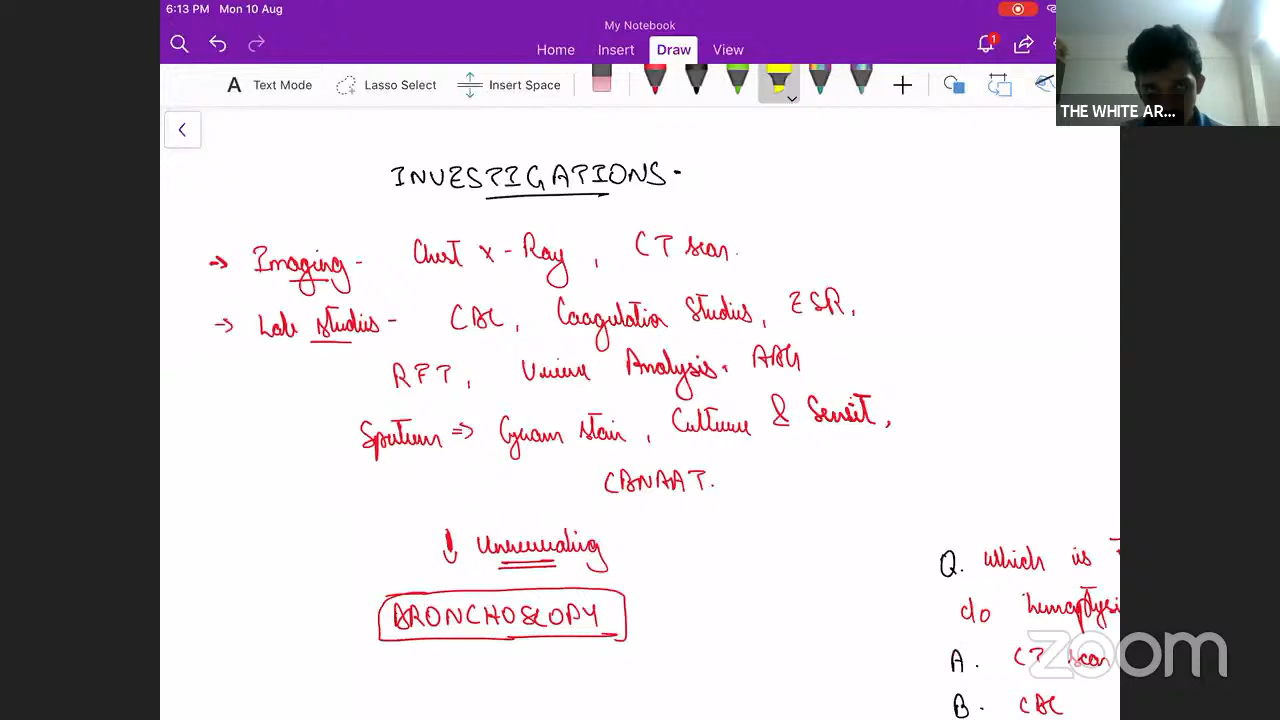 6:13 PM Mon 10 Aug
My Notebook
Home Insert Draw View
1
A Text Mode Lasso Select Insert Space
THE WHITE AR...
INVESTIGATIONS.
→ Imaging - Chest X-Ray, CT scan.
→ Lab studies - CBC, Coagulation Studies, ESR,
RFT, Urine Analysis. ABG
Sputum ⇒ Gram stain, Culture & Sensit,
CBNAAT.
↓ Unrevealing
BRONCHOSCOPY
Q. which is
do hemoptysi
A. CT scan
B. CBC
zoom